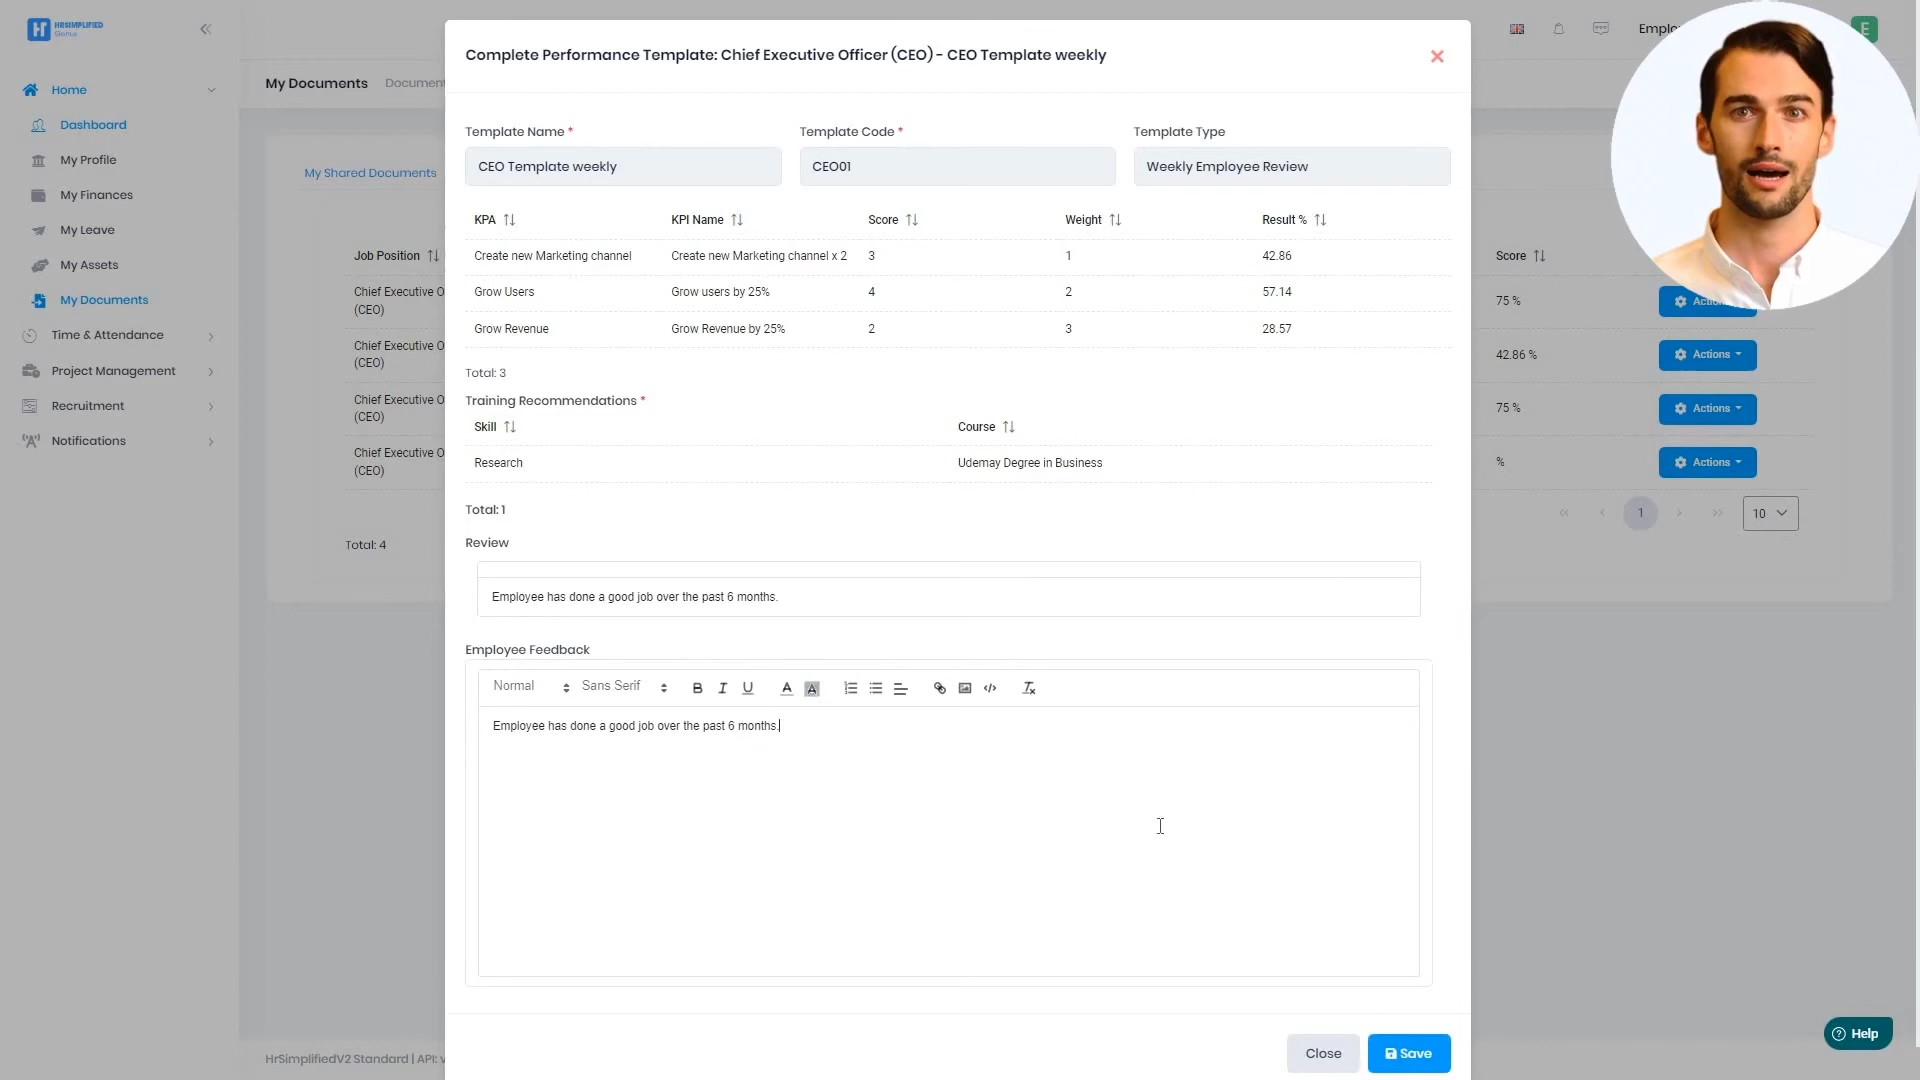 HRSIMPLIFIED
Genius
Home
Dashboard
My Profile
My Finances
My Leave
My Assets
My Documents
Time & Attendance
Project Management
Recruitment
Notifications
My Documents
My Shared Documents
Job Position
Chief Executive O
(CEO)
Chief Executive O
(CEO)
Chief Executive O
(CEO)
Chief Executive O
(CEO)
Total: 4
HrSimplifiedV2 Standard | API: v
Complete Performance Template: Chief Executive Officer (CEO) - CEO Template weekly
Template Name * Template Code * Template Type
CEO Template weekly CEO01 Weekly Employee Review
KPA KPI Name Score Weight Result %
Create new Marketing channel Create new Marketing channel x 2 3 1 42.86
Grow Users Grow users by 25% 4 2 57.14
Grow Revenue Grow Revenue by 25% 2 3 28.57
Total: 3
Training Recommendations *
Skill Course
Research Udemay Degree in Business
Total: 1
Review
Employee has done a good job over the past 6 months.
Employee Feedback
Normal Sans Serif B I U A A
Employee has done a good job over the past 6 months.
Close Save
E
Score
75 %
42.86 % Actions
75 % Actions
% Actions
1 10
Help